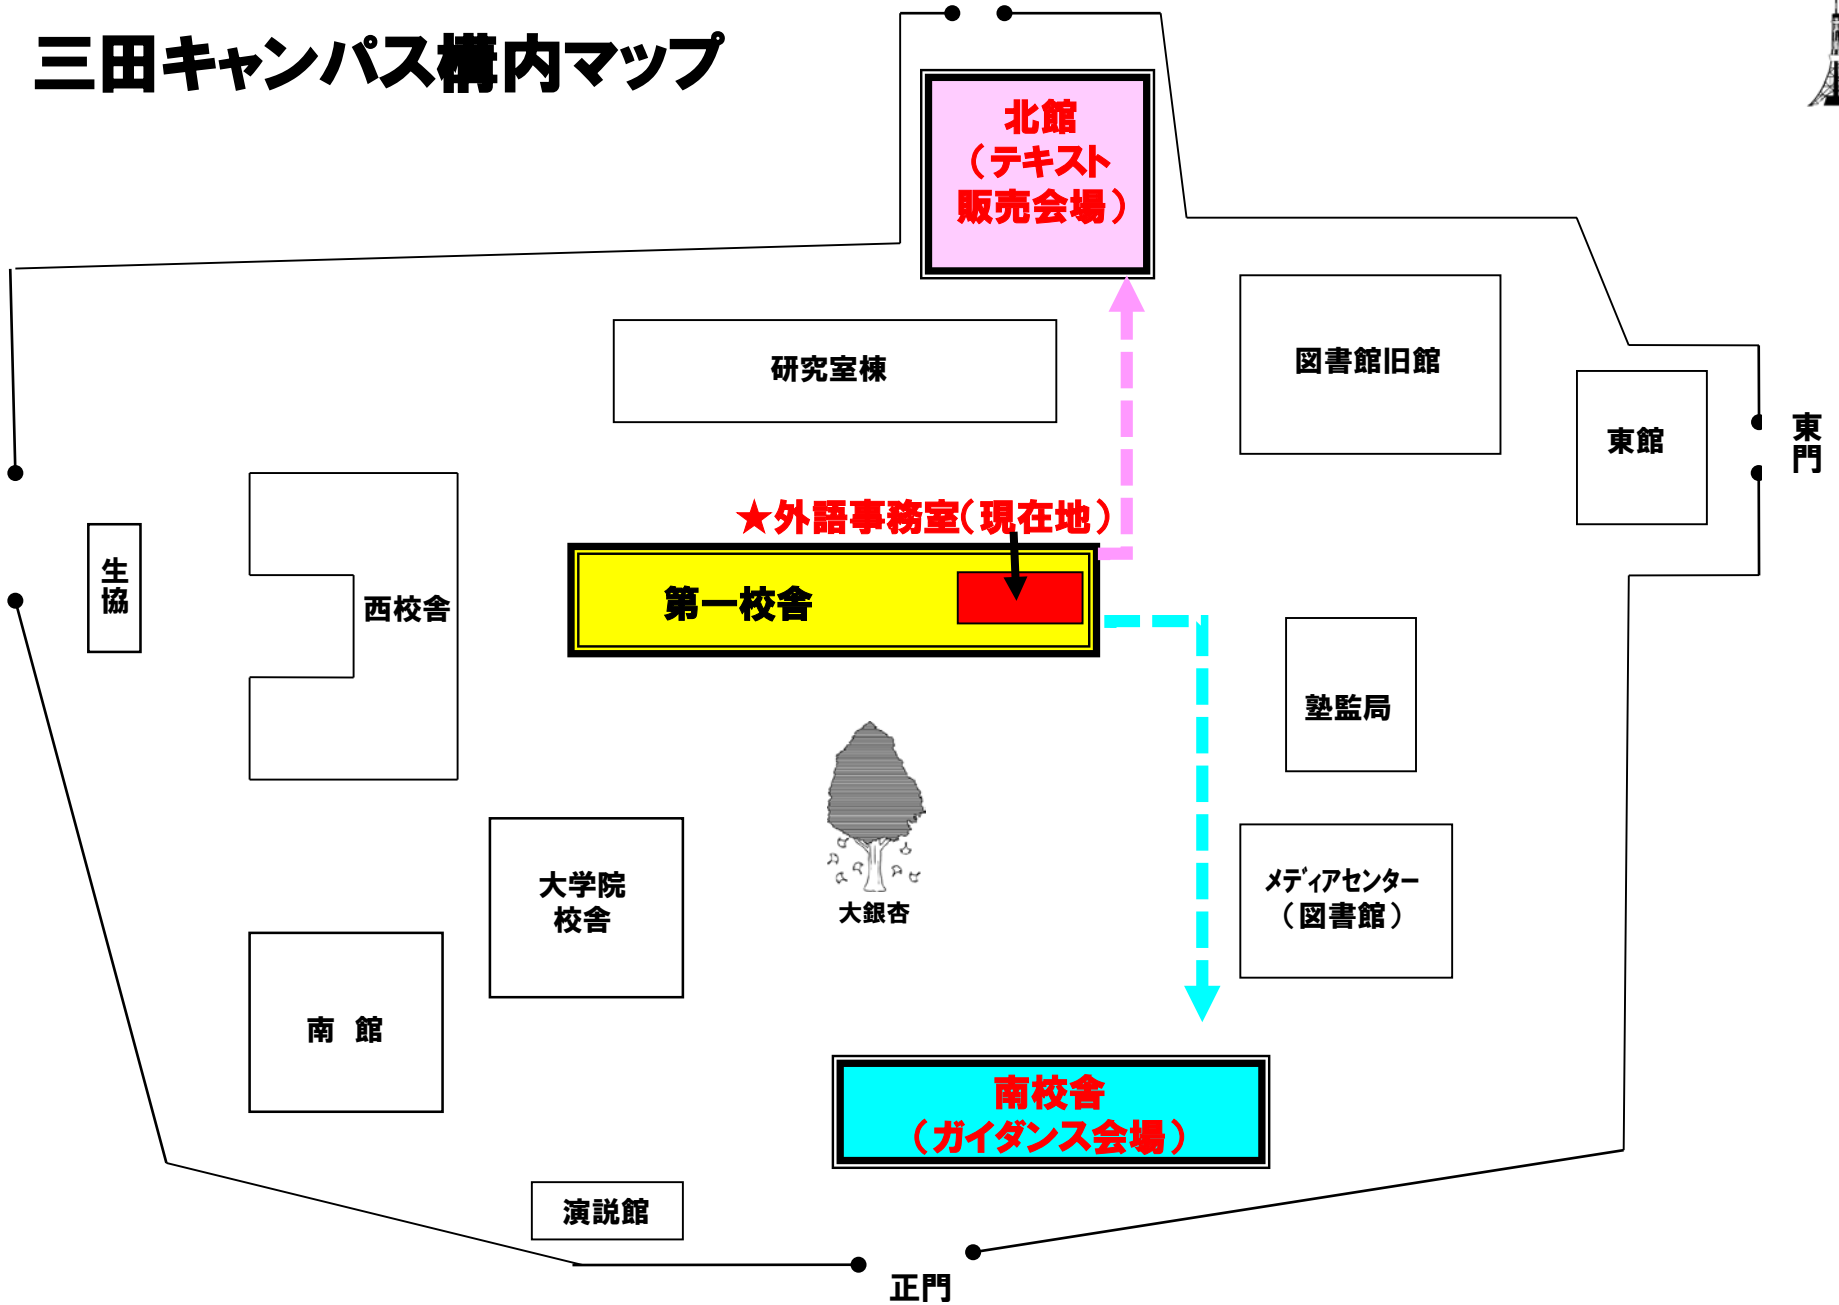 三田キャンパス構内マップ
北館
（テキスト
販売会場）
研究室棟
図書館旧館
東館
東門
★外語事務室（現在地）
第一校舎
生協
西校舎
塾監局
大学院
校舎
大銀杏
メディアセンター
（図書館）
南　館
南校舎
（ガイダンス会場）
演説館
正門